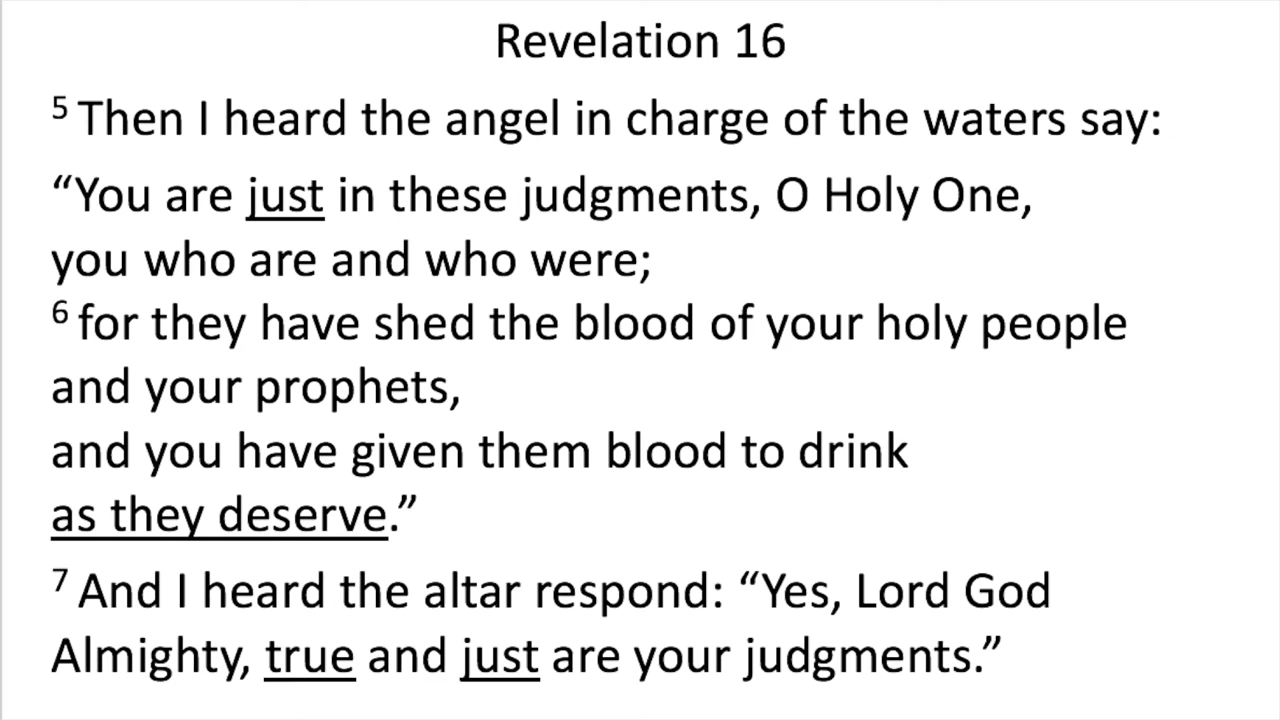 Revelation 16
5 Then I heard the angel in charge of the waters say:
“You are just in these judgments, O Holy One,
you who are and who were;
6 for they have shed the blood of your holy people
and your prophets,
and you have given them blood to drink
as they deserve.”
7 And I heard the altar respond: “Yes, Lord God
Almighty, true and just are your judgments.”